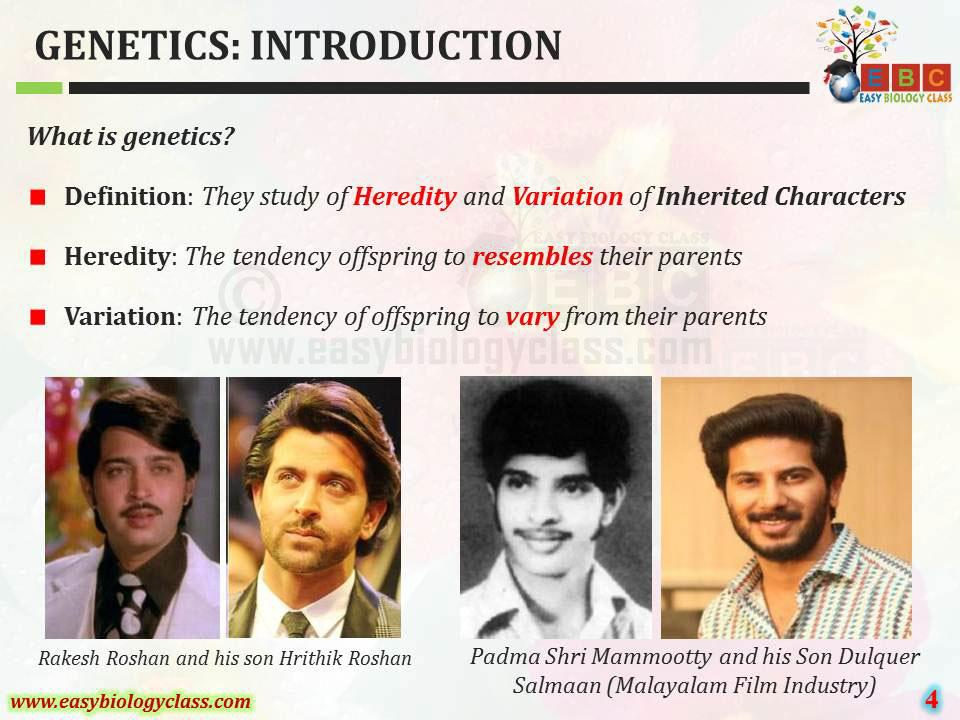 GENETICS: INTRODUCTION
E B C
EASY BIOLOGY CLASS
What is genetics?
Definition: They study of Heredity and Variation of Inherited Characters
Heredity: The tendency offspring to resembles their parents
Variation: The tendency of offspring to vary from their parents
EASY BIOLOGY CLASS
© E B C
www.easybiologyclass.com
Rakesh Roshan and his son Hrithik Roshan
Padma Shri Mammootty and his Son Dulquer
Salmaan (Malayalam Film Industry)
www.easybiologyclass.com
4